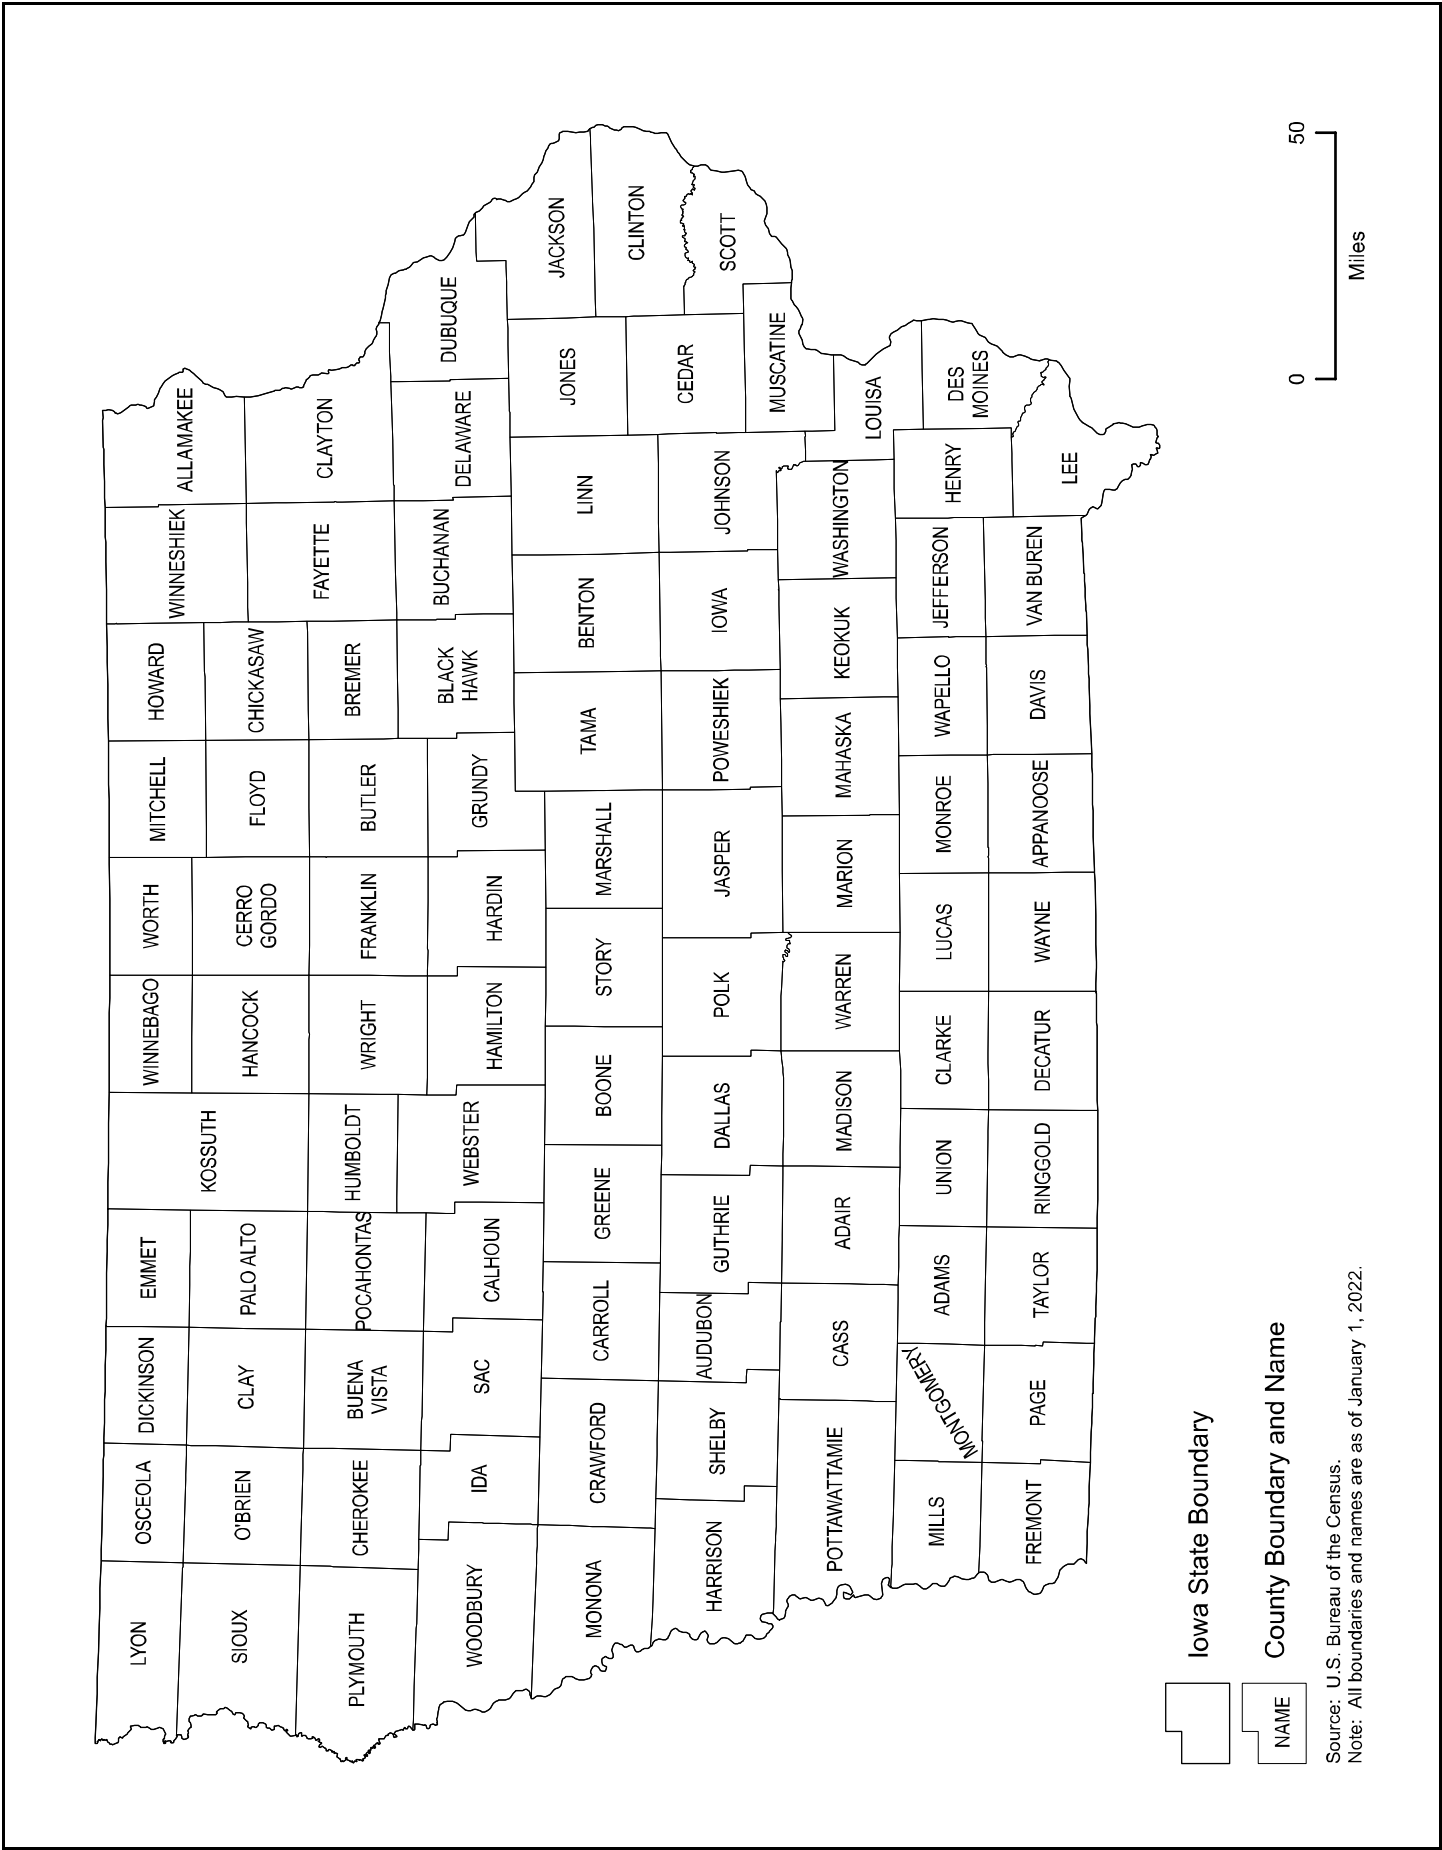 LYON
OSCEOLA
DICKINSON
EMMET
KOSSUTH
WINNEBAGO
WORTH
MITCHELL
HOWARD
WINNESHIEK
ALLAMAKEE
SIOUX
O'BRIEN
CLAY
PALO ALTO
HANCOCK
CERRO
GORDO
FLOYD
CHICKASAW
FAYETTE
CLAYTON
PLYMOUTH
CHEROKEE
BUENA
VISTA
POCAHONTAS
HUMBOLDT
WRIGHT
FRANKLIN
BUTLER
BREMER
WOODBURY
IDA
SAC
CALHOUN
WEBSTER
HAMILTON
HARDIN
GRUNDY
BLACK
HAWK
BUCHANAN
DELAWARE
DUBUQUE
MONONA
CRAWFORD
CARROLL
GREENE
BOONE
STORY
MARSHALL
TAMA
BENTON
LINN
JONES
JACKSON
CLINTON
HARRISON
SHELBY
AUDUBON
GUTHRIE
DALLAS
POLK
JASPER
POWESHIEK
IOWA
JOHNSON
CEDAR
SCOTT
MUSCATINE
POTTAWATTAMIE
CASS
ADAIR
MADISON
WARREN
MARION
MAHASKA
KEOKUK
WASHINGTON
LOUISA
MILLS
MONTGOMERY
ADAMS
UNION
CLARKE
LUCAS
MONROE
WAPELLO
JEFFERSON
HENRY
DES
MOINES
FREMONT
PAGE
TAYLOR
RINGGOLD
DECATUR
WAYNE
APPANOOSE
DAVIS
VAN BUREN
LEE
Iowa State Boundary
NAME
County Boundary and Name
Source:  U.S. Bureau of the Census.
Note:  All boundaries and names are as of January 1, 2022.
0
50
Miles